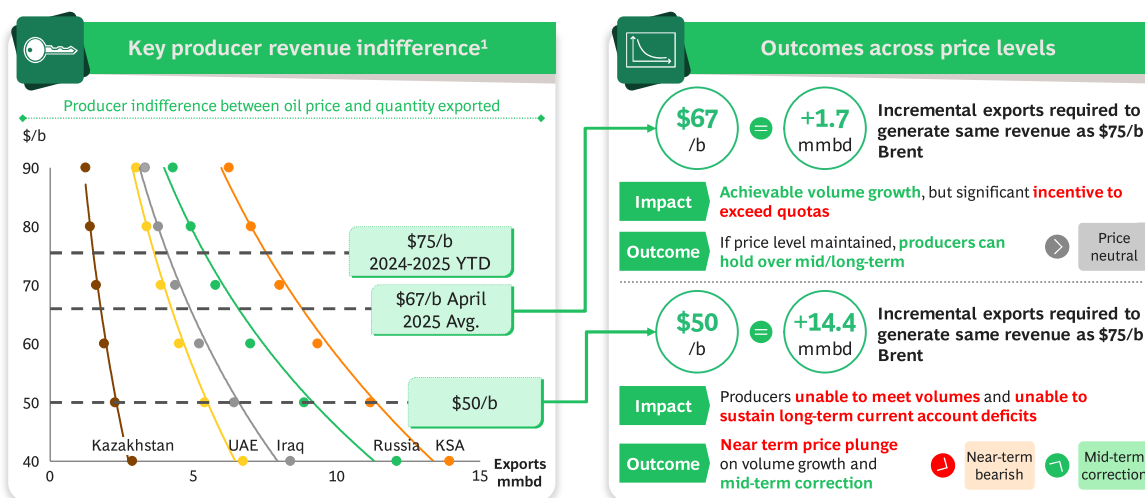 Key producer revenue indifference¹
Producer indifference between oil price and quantity exported
$/b
90
80
70
60
50
40
$75/b
2024-2025 YTD
$67/b April
2025 Avg.
$50/b
Kazakhstan
UAE
Iraq
Russia
KSA
0
5
10
15
Exports
mmbd
Outcomes across price levels
$67
/b
=
+1.7
mmbd
Incremental exports required to
generate same revenue as $75/b
Brent
Impact
Achievable volume growth, but significant incentive to
exceed quotas
Outcome
If price level maintained, producers can
hold over mid/long-term
Price
neutral
$50
/b
=
+14.4
mmbd
Incremental exports required to
generate same revenue as $75/b
Brent
Impact
Producers unable to meet volumes and unable to
sustain long-term current account deficits
Outcome
Near term price plunge
on volume growth and
mid-term correction
Near-term
bearish
Mid-term
correction